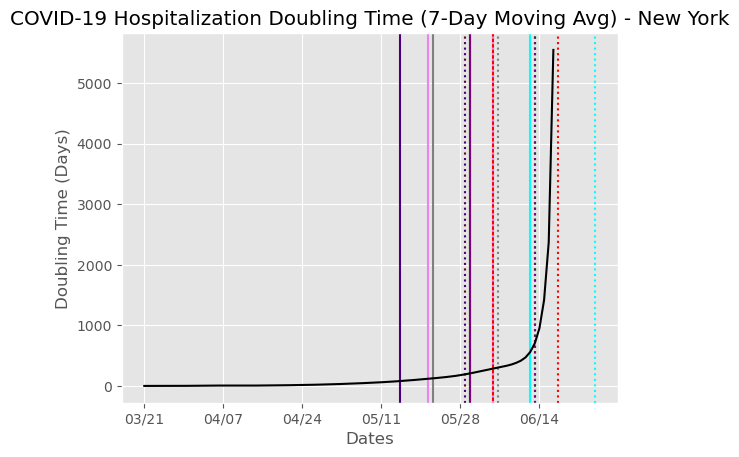 COVID-19 Hospitalization Doubling Time (7-Day Moving Avg) - New York
Doubling Time (Days)
5000
4000
3000
2000
1000
0
03/21 04/07 04/24 05/11 05/28 06/14
Dates